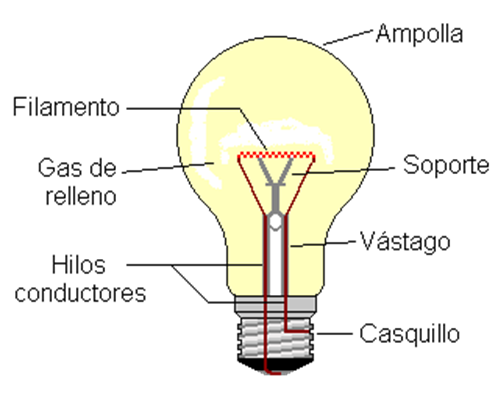 Ampolla
Filamento
Gas de
relleno
Soporte
Vástago
Hilos
conductores
Casquillo